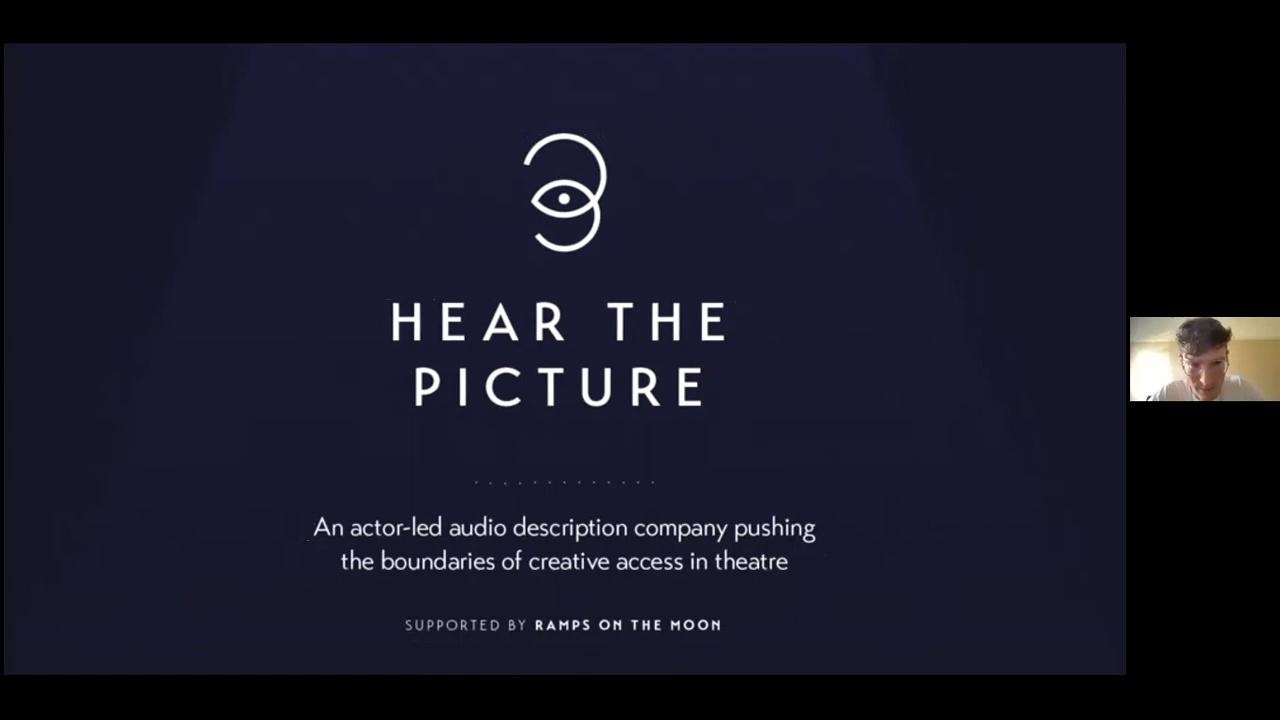 HEAR THE
PICTURE
An actor-led audio description company pushing
the boundaries of creative access in theatre
SUPPORTED BY RAMPS ON THE MOON